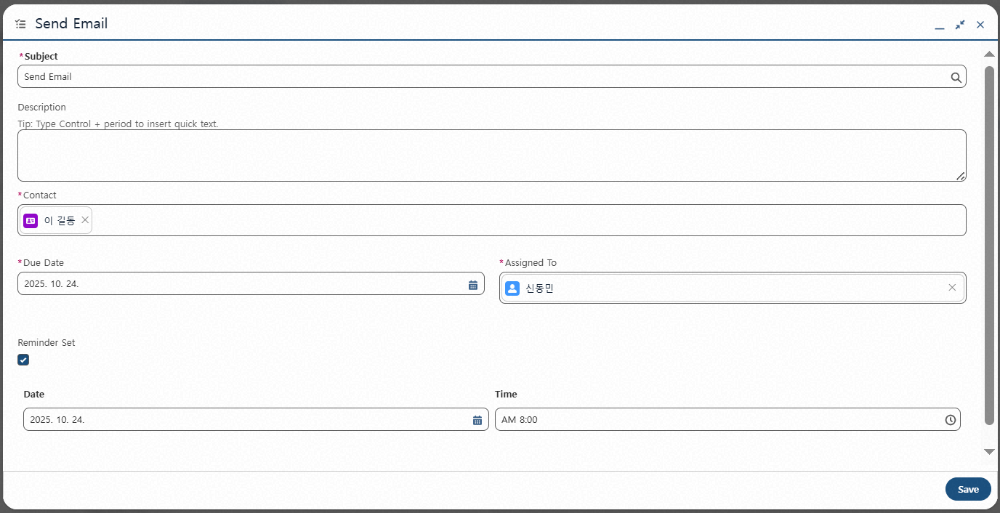 Send Email
*Subject
Send Email
Description
Tip: Type Control + period to insert quick text.
*Contact
이 길동
*Due Date
*Assigned To
2025. 10. 24.
신동민
Reminder Set
Date
Time
2025. 10. 24.
AM 8:00
Save